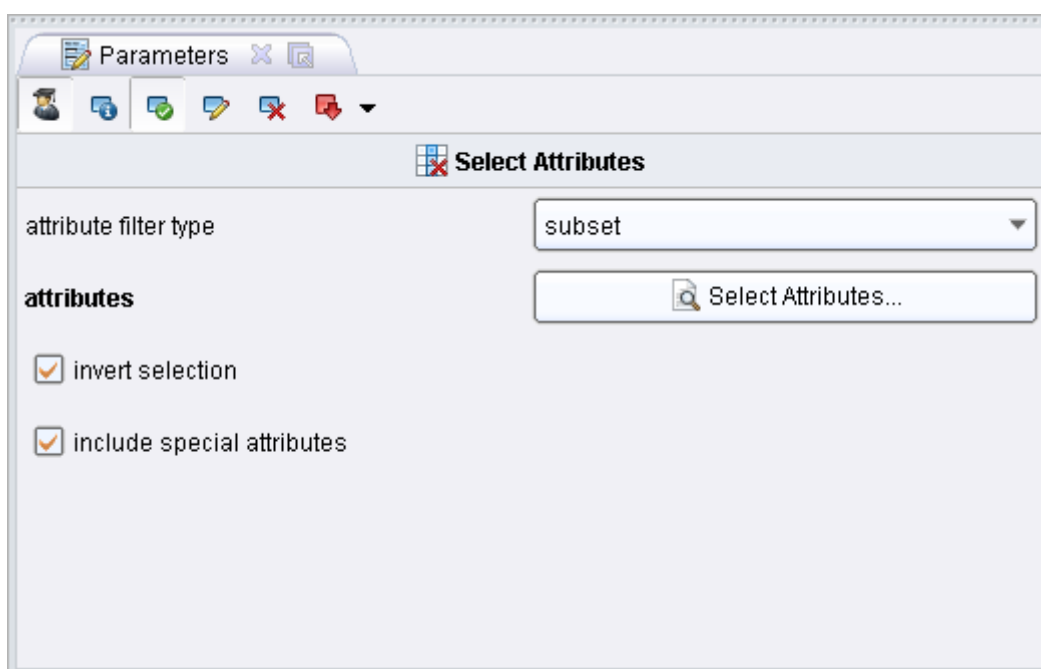 Parameters
Select Attributes
attribute filter type
subset
attributes
Select Attributes...
invert selection
include special attributes